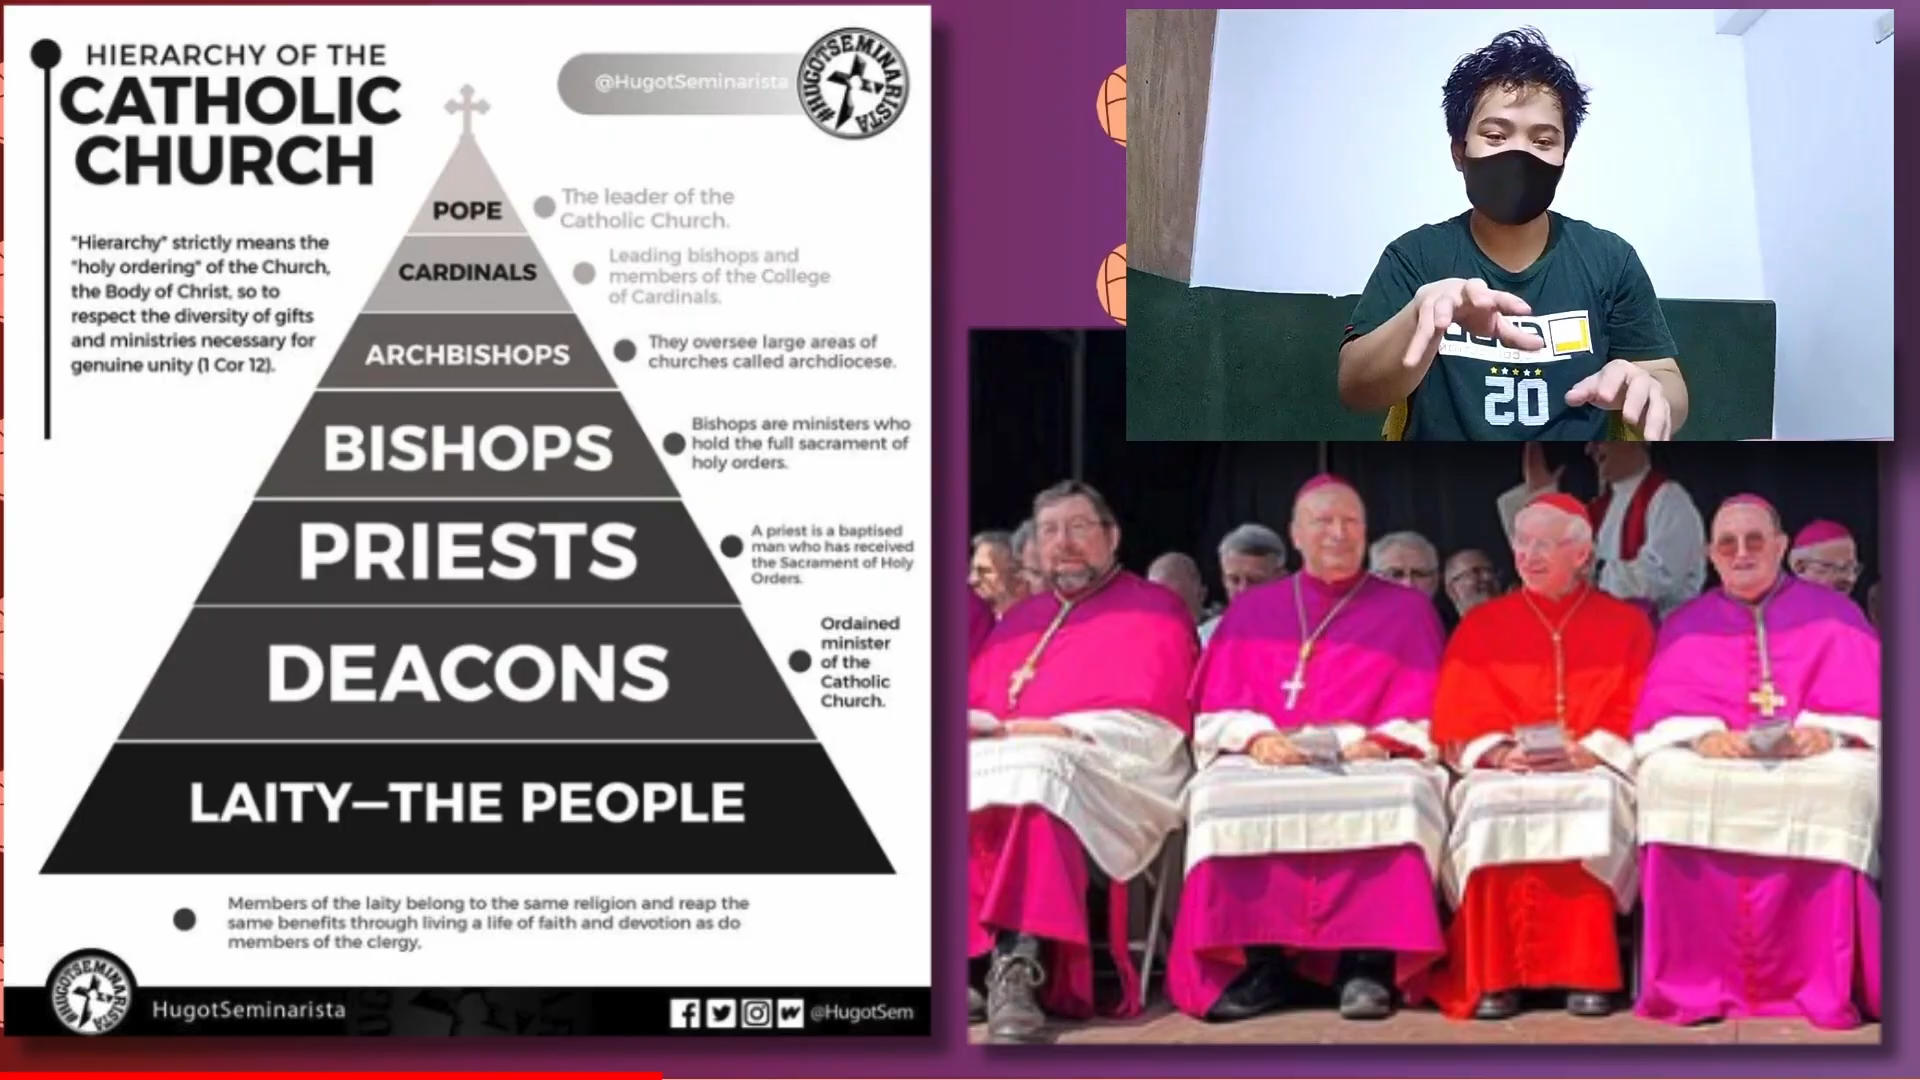 HIERARCHY OF THE
CATHOLIC
CHURCH
@HugotSeminarista
#HUGOTSEMINARISTA
"Hierarchy" strictly means the
"holy ordering" of the Church,
the Body of Christ, so to
respect the diversity of gifts
and ministries necessary for
genuine unity (1 Cor 12).
POPE
The leader of the
Catholic Church.
CARDINALS
Leading bishops and
members of the College
of Cardinals.
ARCHBISHOPS
They oversee large areas of
churches called archdiocese.
BISHOPS
Bishops are ministers who
hold the full sacrament of
holy orders.
PRIESTS
A priest is a baptised
man who has received
the Sacrament of Holy
Orders.
DEACONS
Ordained
minister
of the
Catholic
Church.
LAITY—THE PEOPLE
Members of the laity belong to the same religion and reap the
same benefits through living a life of faith and devotion as do
members of the clergy.
#HUGOTSEMINARISTA
HugotSeminarista
@HugotSem
02